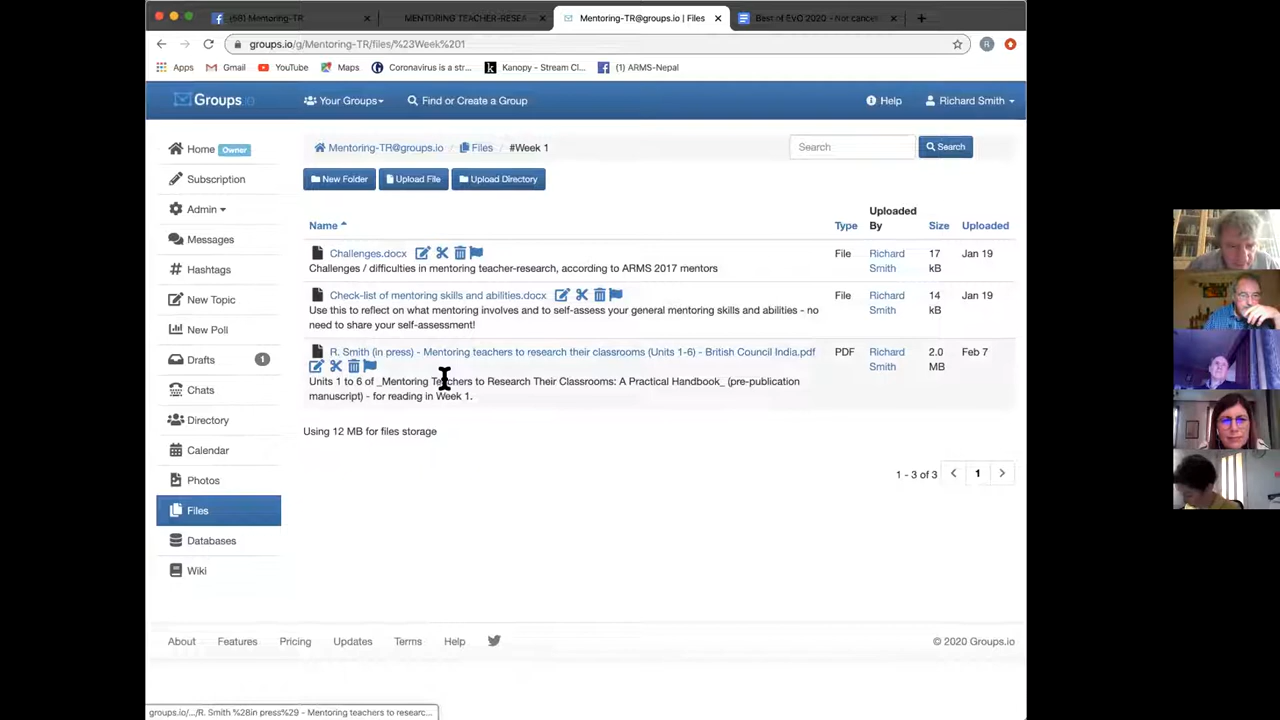 (58) Mentoring-TR
MENTORING TEACHER-RESEA
Mentoring-TR@groups.io | Files
Best of EVO 2020 - Not cancel
groups.io/g/Mentoring-TR/files/%23Week%201
R
Apps
Gmail
YouTube
Maps
Coronavirus is a str...
Kanopy - Stream Cl...
(1) ARMS-Nepal
Groups.io
Your Groups
Find or Create a Group
Help
Richard Smith
Home Owner
Subscription
Admin
Messages
Hashtags
New Topic
New Poll
Drafts 1
Chats
Directory
Calendar
Photos
Files
Databases
Wiki
Mentoring-TR@groups.io / Files / #Week 1
Search
Search
New Folder
Upload File
Upload Directory
Name
Type
Uploaded By
Size
Uploaded
Challenges.docx
Challenges / difficulties in mentoring teacher-research, according to ARMS 2017 mentors
File
Richard Smith
17 kB
Jan 19
Check-list of mentoring skills and abilities.docx
Use this to reflect on what mentoring involves and to self-assess your general mentoring skills and abilities - no
need to share your self-assessment!
File
Richard Smith
14 kB
Jan 19
R. Smith (in press) - Mentoring teachers to research their classrooms (Units 1-6) - British Council India.pdf
Units 1 to 6 of _Mentoring Teachers to Research Their Classrooms: A Practical Handbook_ (pre-publication
manuscript) - for reading in Week 1.
PDF
Richard Smith
2.0 MB
Feb 7
Using 12 MB for files storage
1 - 3 of 3
1
About
Features
Pricing
Updates
Terms
Help
© 2020 Groups.io
groups.io/.../R. Smith %28in press%29 - Mentoring teachers to researc...